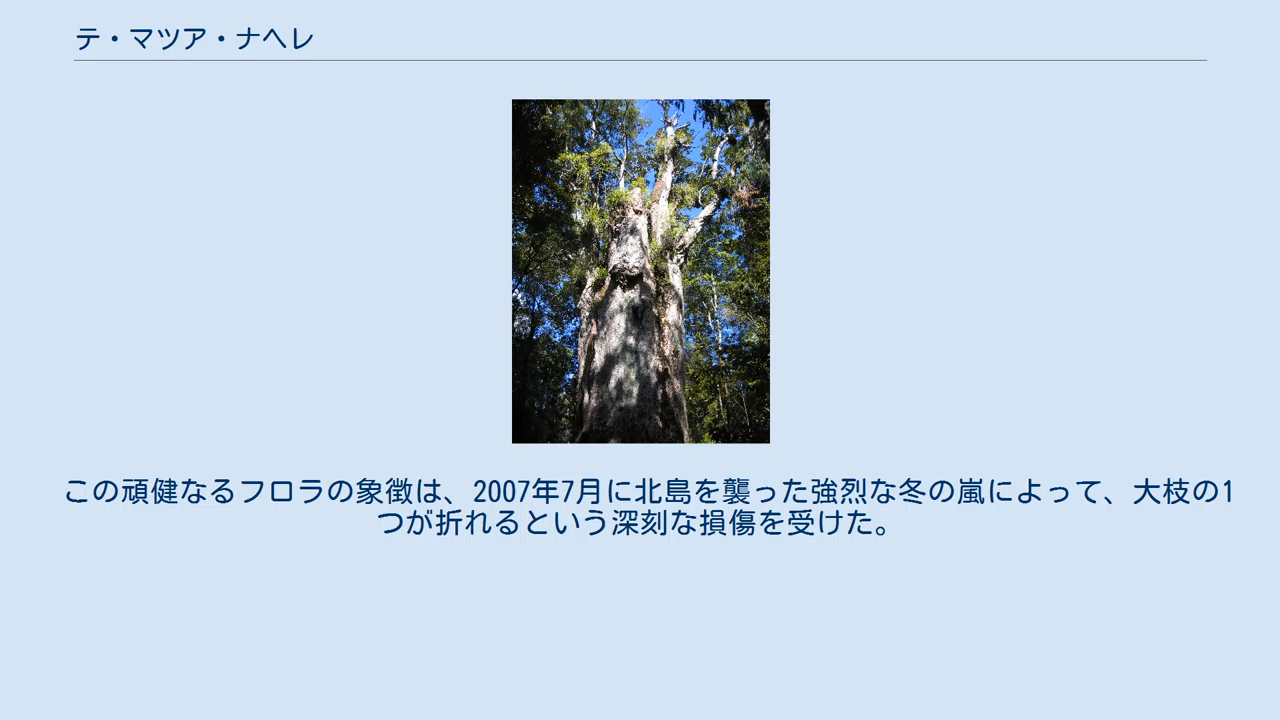 テ・マツア・ナヘレ
この頑健なるフロラの象徴は、2007年7月に北島を襲った強烈な冬の嵐によって、大枝の1
つが折れるという深刻な損傷を受けた。